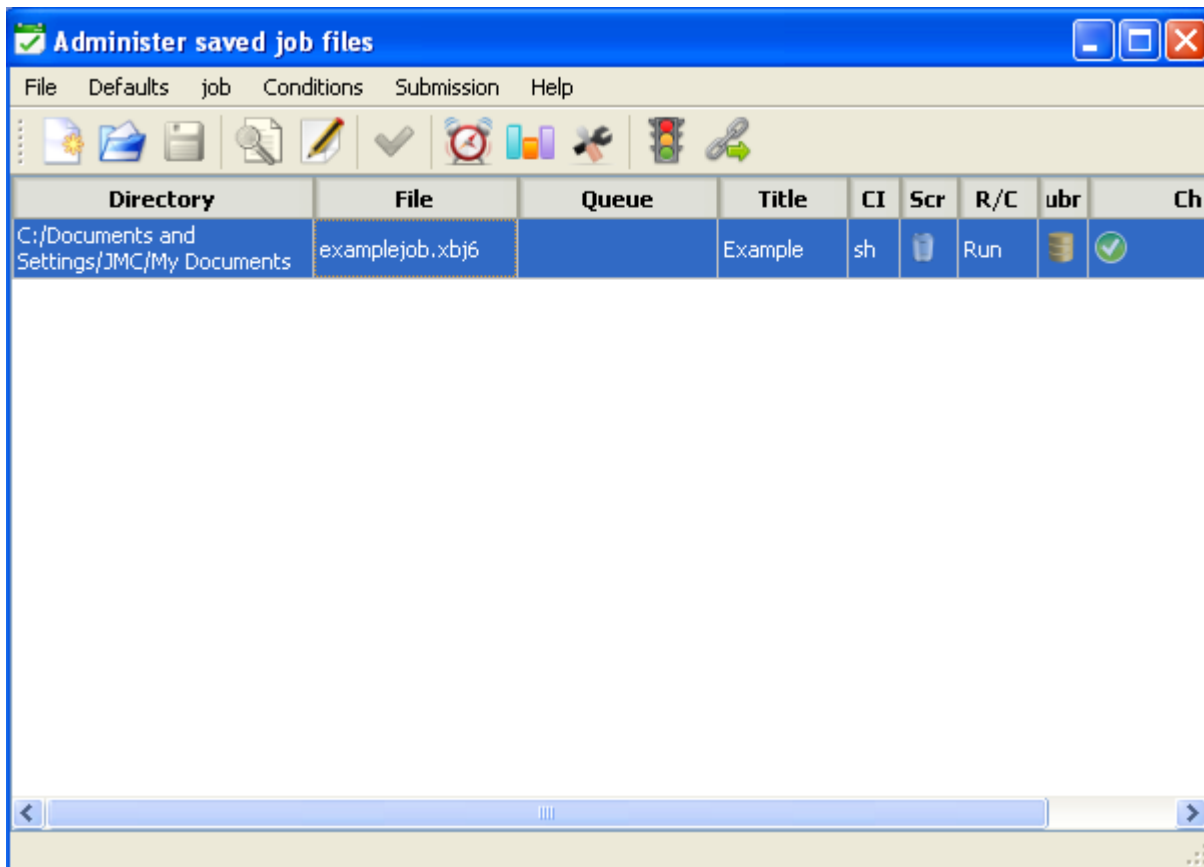 Administer saved job files
File Defaults job Conditions Submission Help
Directory File Queue Title CI Scr R/C ubr Ch
C:/Documents and
Settings/JMC/My Documents examplejob.xbj6 Example sh Run